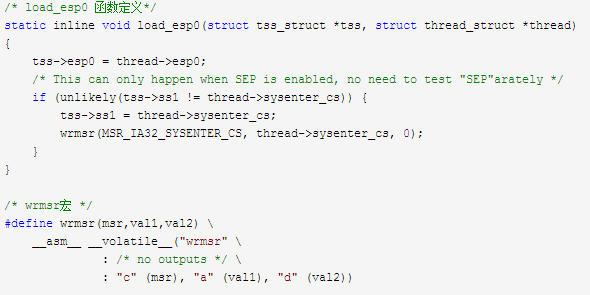 /* load_esp0 函数定义*/
static inline void load_esp0(struct tss_struct *tss, struct thread_struct *thread)
{
    tss->esp0 = thread->esp0;
    /* This can only happen when SEP is enabled, no need to test "SEP"arately */
    if (unlikely(tss->ss1 != thread->sysenter_cs)) {
        tss->ss1 = thread->sysenter_cs;
        wrmsr(MSR_IA32_SYSENTER_CS, thread->sysenter_cs, 0);
    }
}

/* wrmsr宏 */
#define wrmsr(msr,val1,val2) \
    __asm__ __volatile__("wrmsr" \
              : /* no outputs */ \
              : "c" (msr), "a" (val1), "d" (val2))